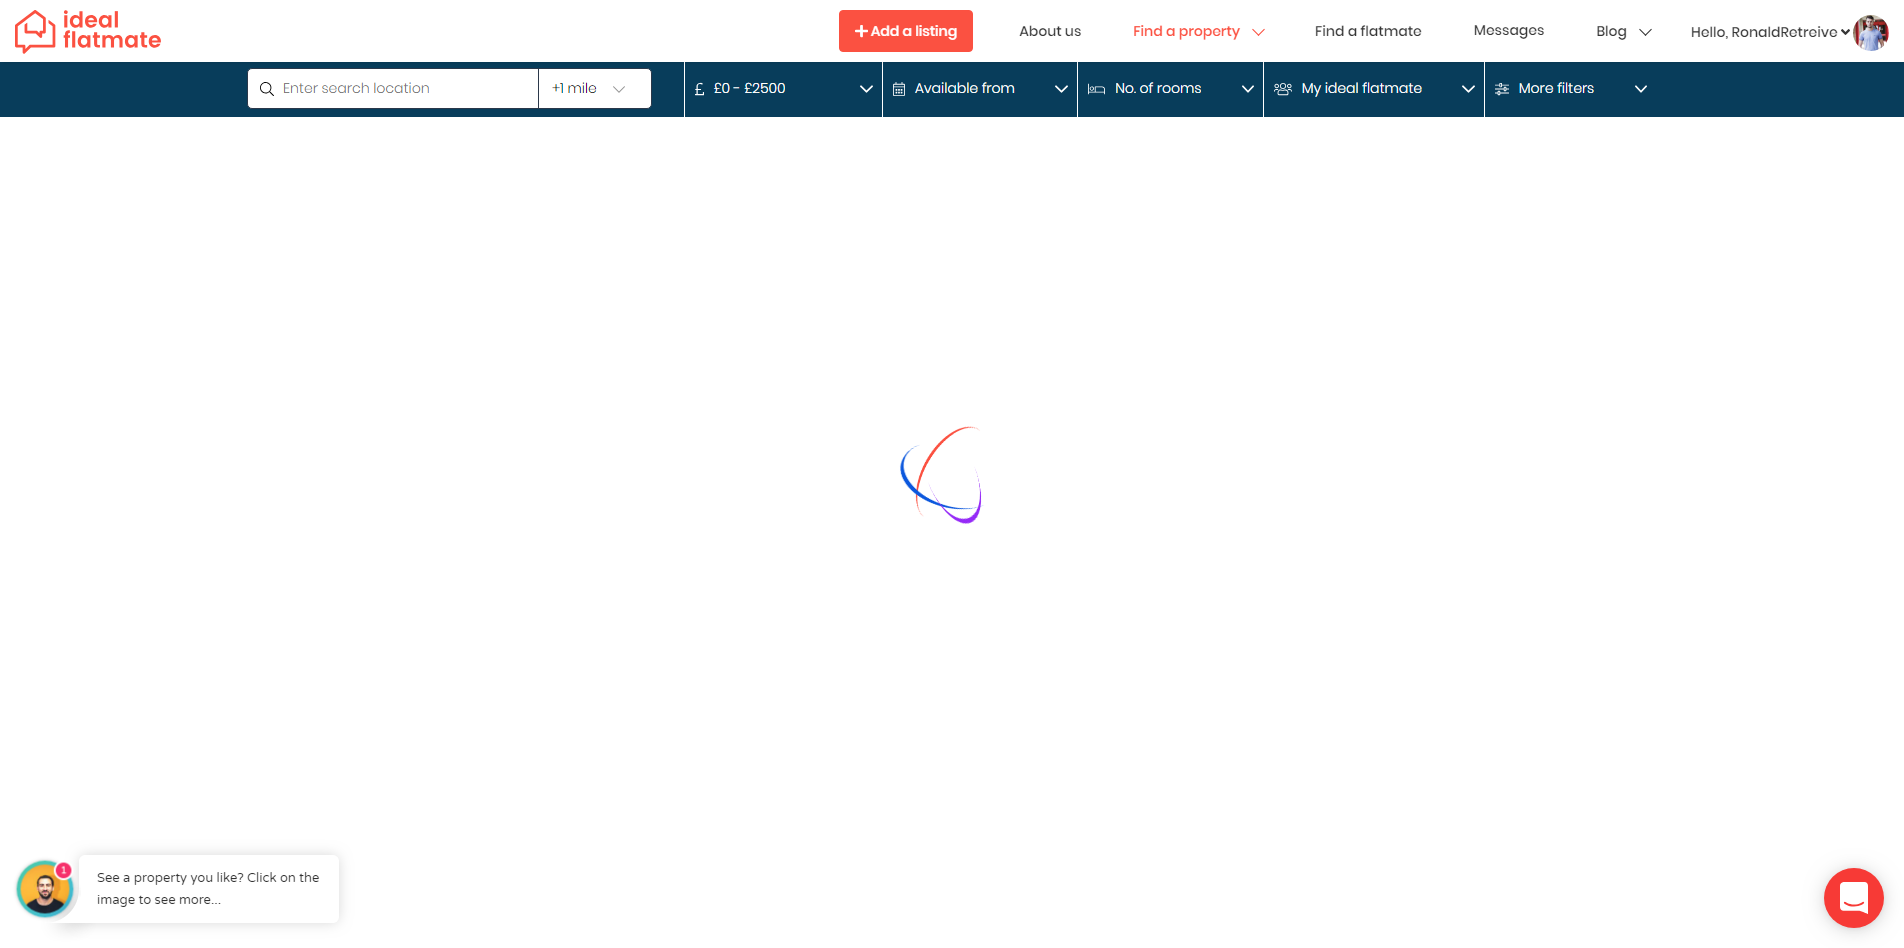 ideal
flatmate
Add a listing
About us
Find a property
Find a flatmate
Messages
Blog
Hello, RonaldRetreive
Enter search location
+1 mile
£ £0 - £2500
Available from
No. of rooms
My ideal flatmate
More filters
1
See a property you like? Click on the
image to see more...